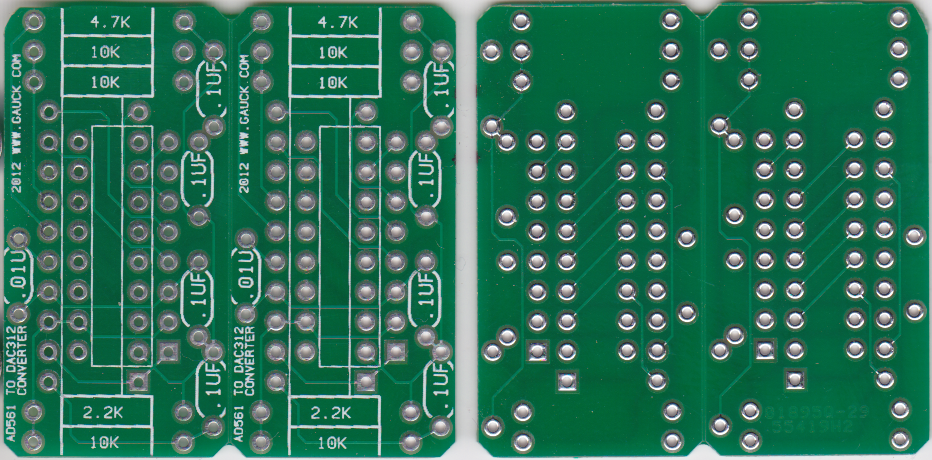 4.7K
10K
10K
.1UF
2012 WWW.GAUCK.COM
.1UF
.01U
.1UF
AD561 TO DAC312
CONVERTER
.1UF
2.2K
10K
4.7K
10K
10K
.1UF
2012 WWW.GAUCK.COM
.1UF
.01U
.1UF
AD561 TO DAC312
CONVERTER
.1UF
2.2K
10K